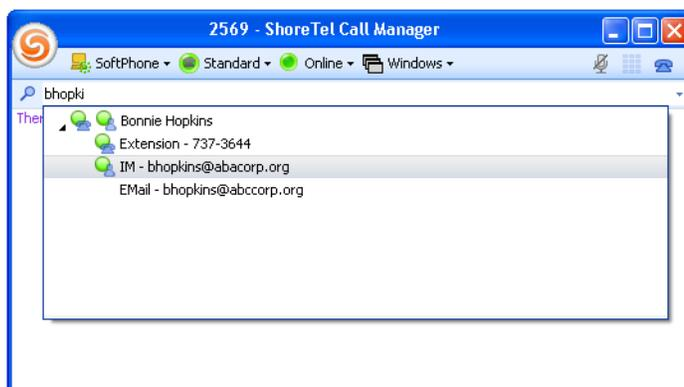 2569 - ShoreTel Call Manager
SoftPhone Standard Online Windows
bhopki
Ther
Bonnie Hopkins
Extension - 737-3644
IM - bhopkins@abacorp.org
EMail - bhopkins@abccorp.org